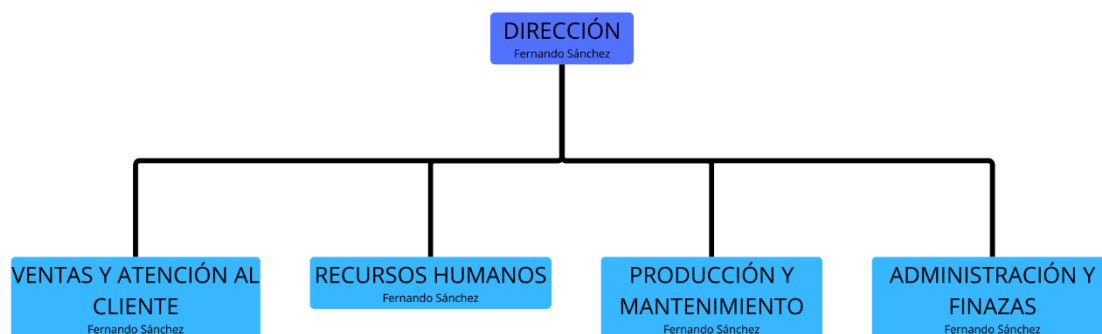 DIRECCIÓN
Fernando Sánchez
VENTAS Y ATENCIÓN AL
CLIENTE
Fernando Sánchez
RECURSOS HUMANOS
Fernando Sánchez
PRODUCCIÓN Y
MANTENIMIENTO
Fernando Sánchez
ADMINISTRACIÓN Y
FINAZAS
Fernando Sánchez